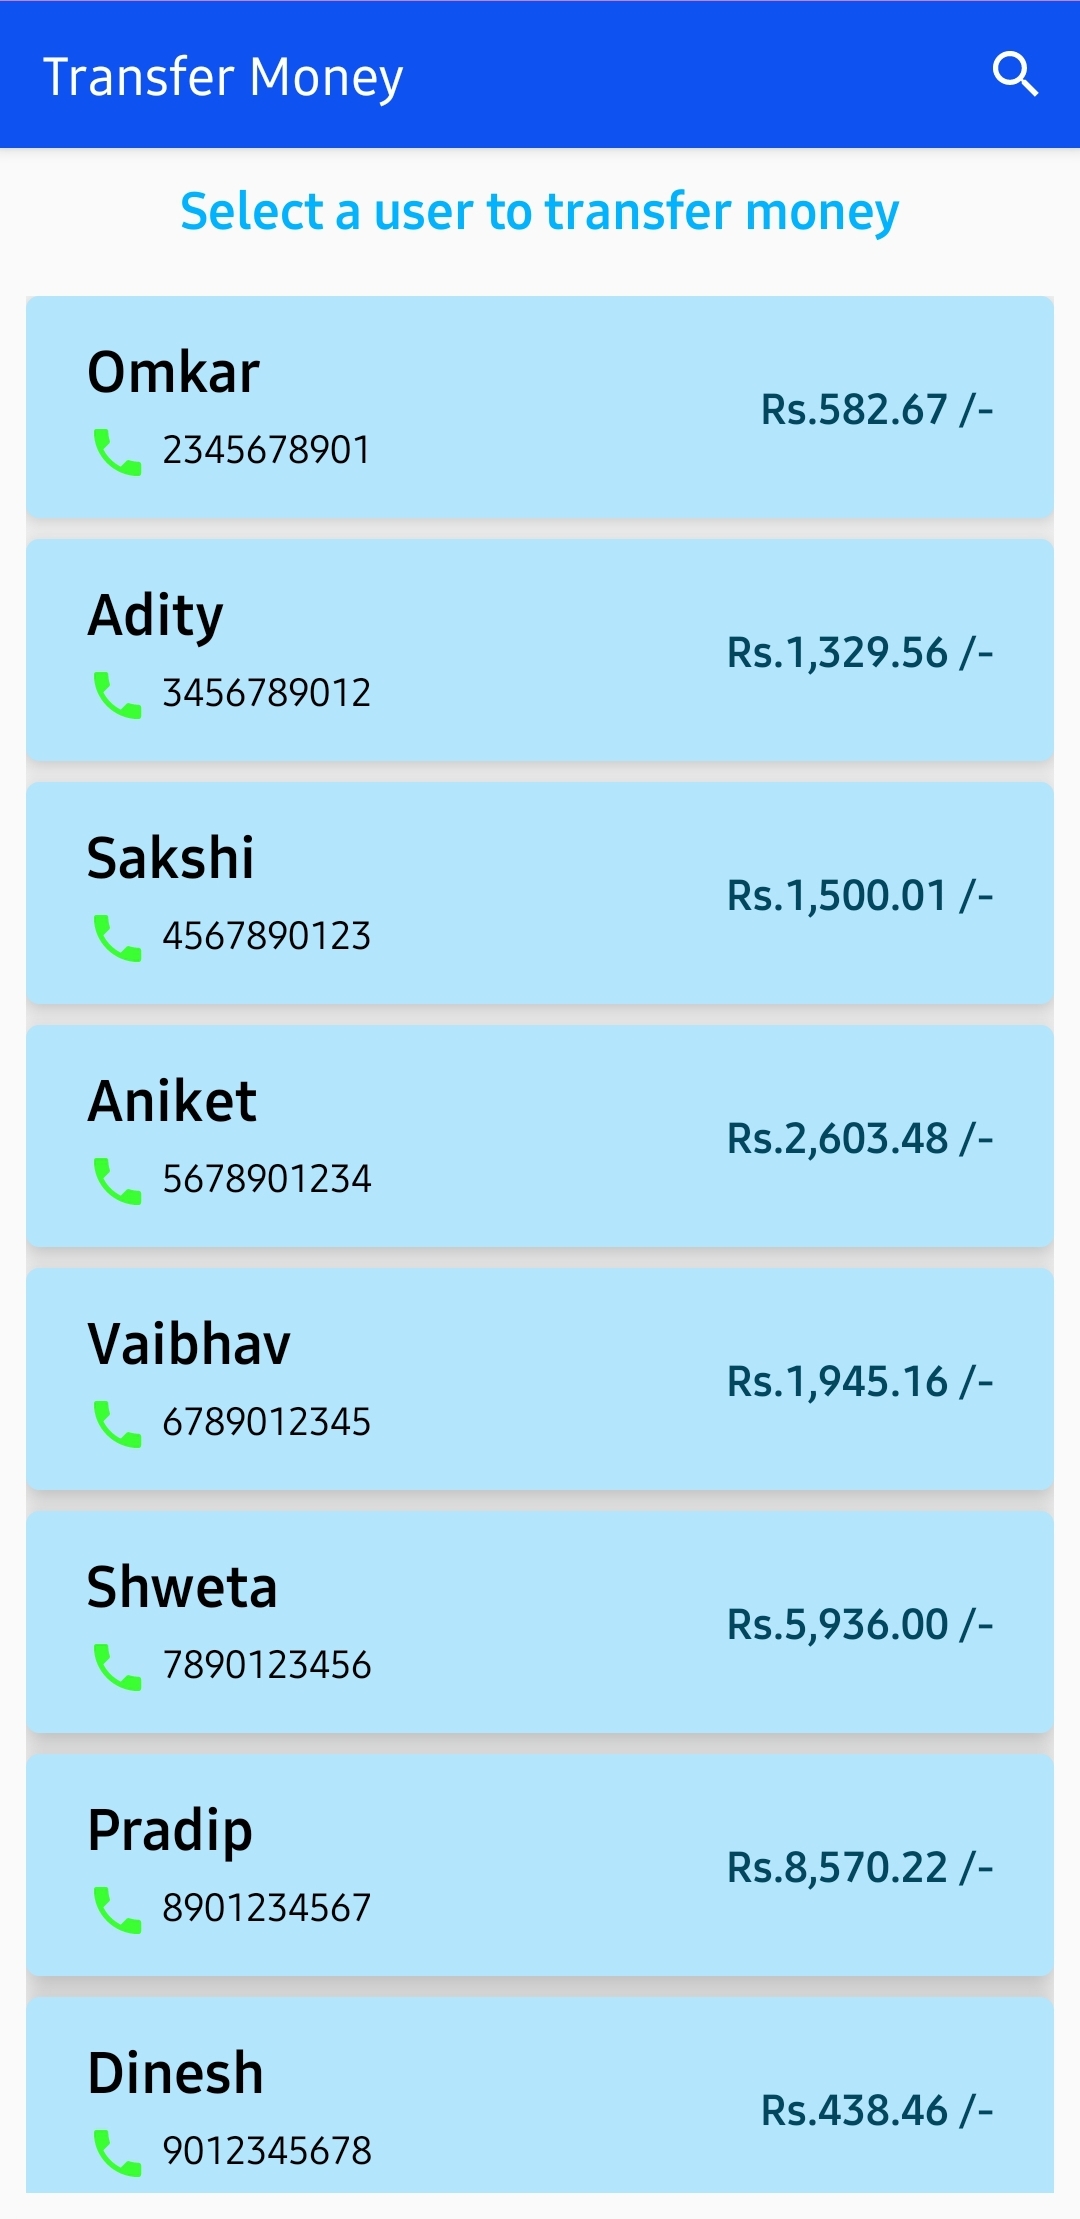 Transfer Money
Select a user to transfer money
Omkar
Rs.582.67 /-
2345678901
Adity
Rs.1,329.56 /-
3456789012
Sakshi
Rs.1,500.01 /-
4567890123
Aniket
Rs.2,603.48 /-
5678901234
Vaibhav
Rs.1,945.16 /-
6789012345
Shweta
Rs.5,936.00 /-
7890123456
Pradip
Rs.8,570.22 /-
8901234567
Dinesh
Rs.438.46 /-
9012345678